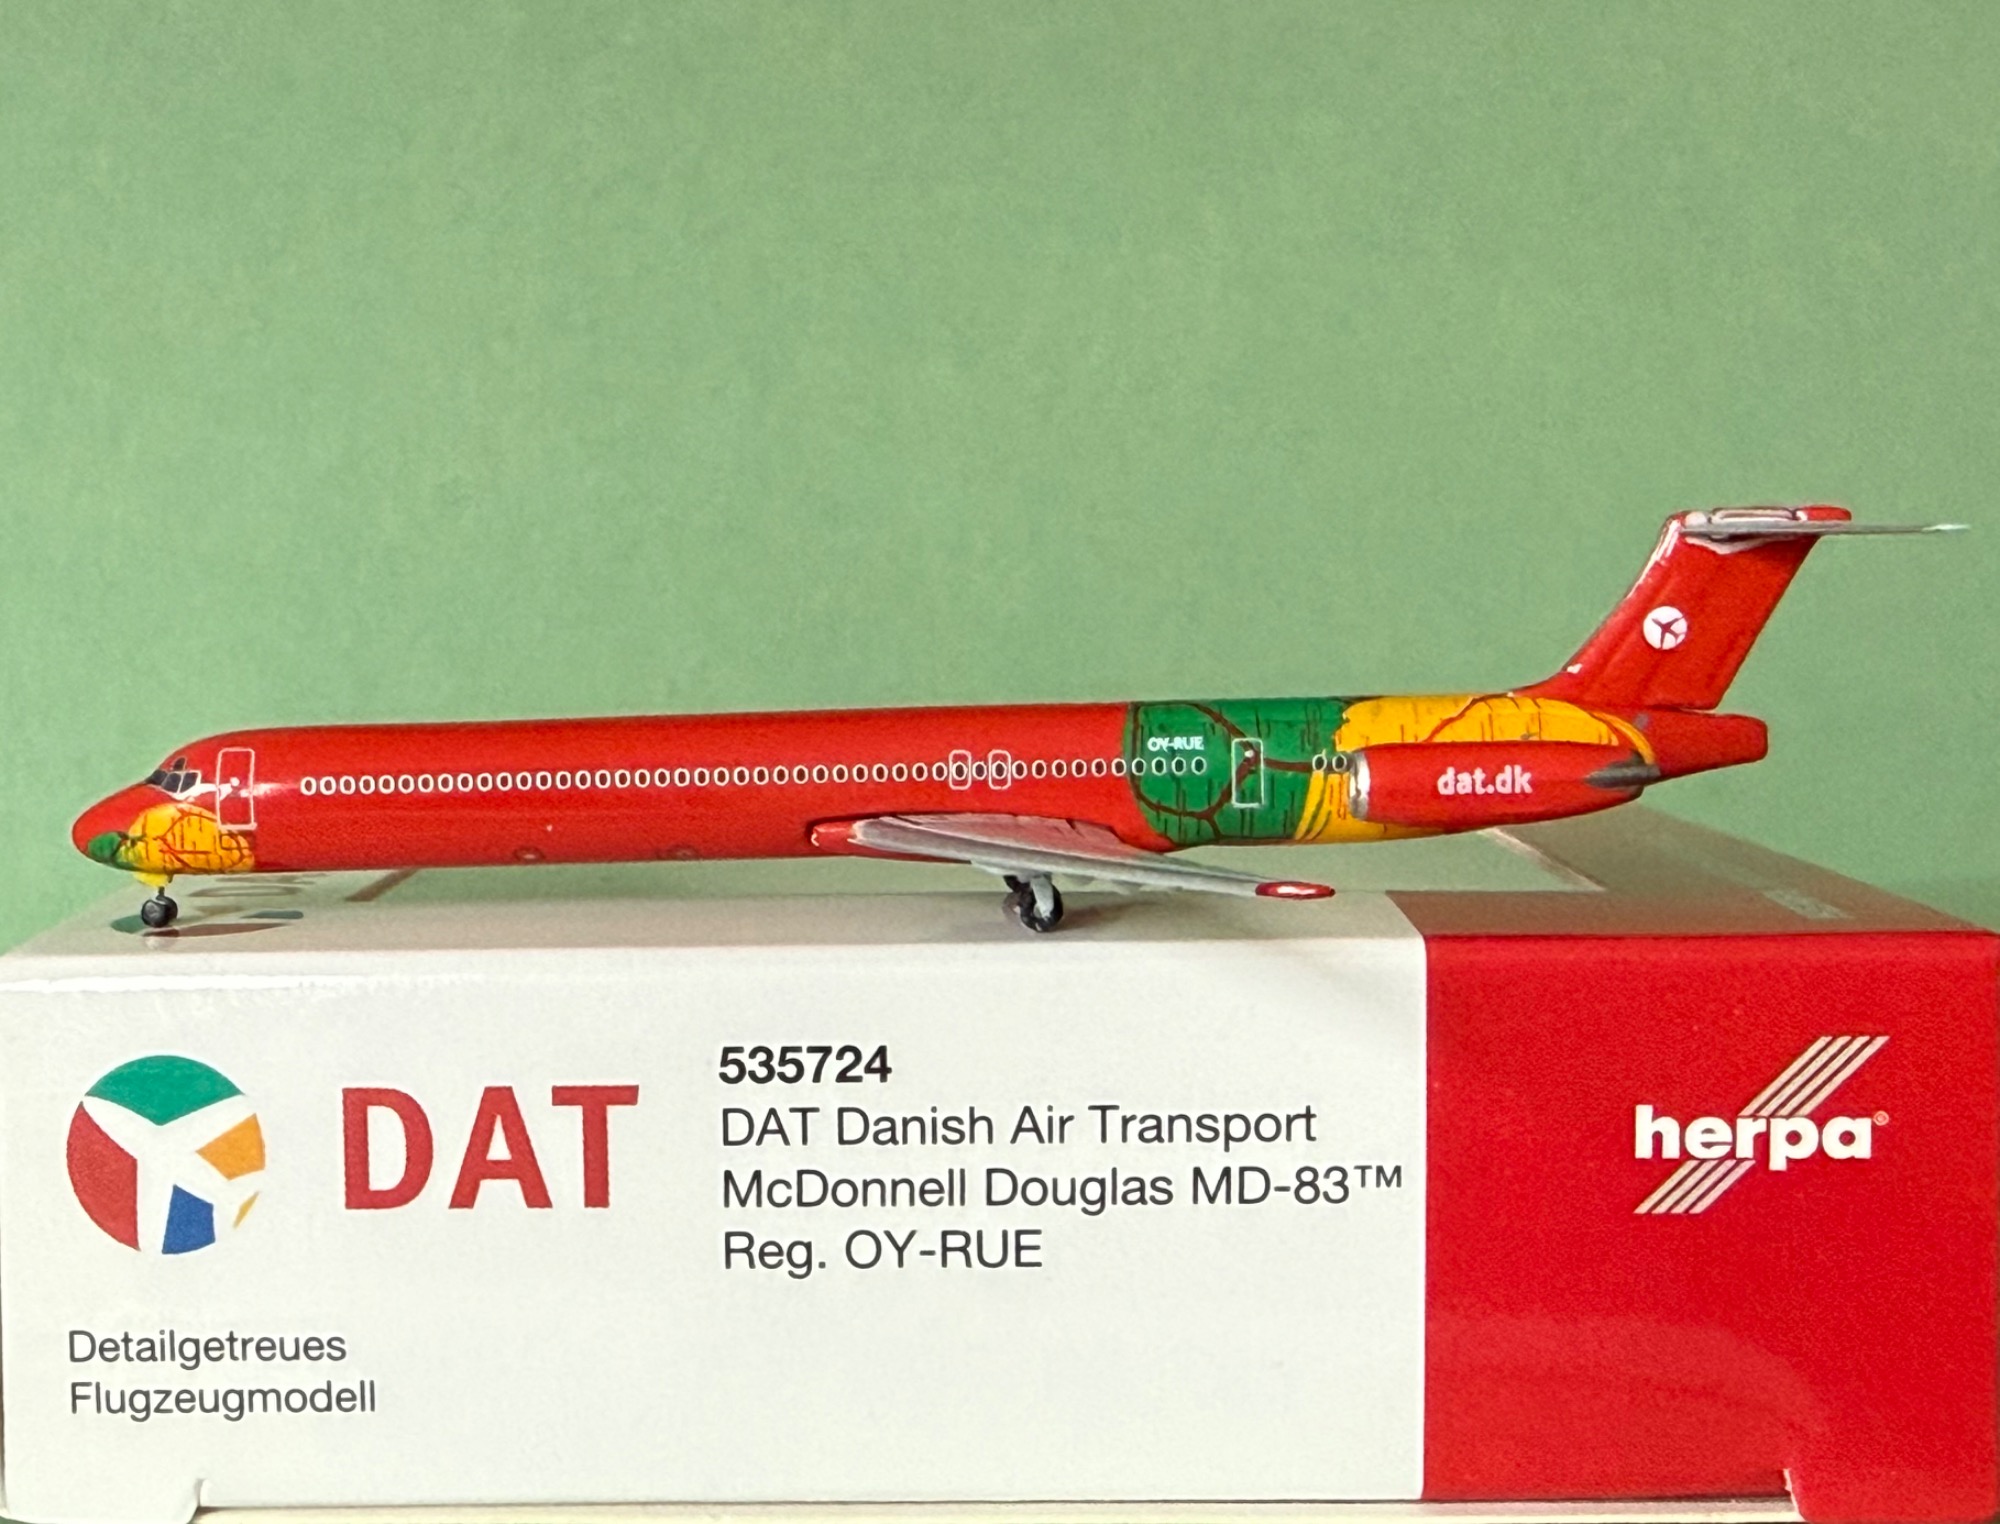 OY-RUE
dat.dk
DAT
535724
DAT Danish Air Transport
McDonnell Douglas MD-83™
Reg. OY-RUE
herpa®
Detailgetreues
Flugzeugmodell